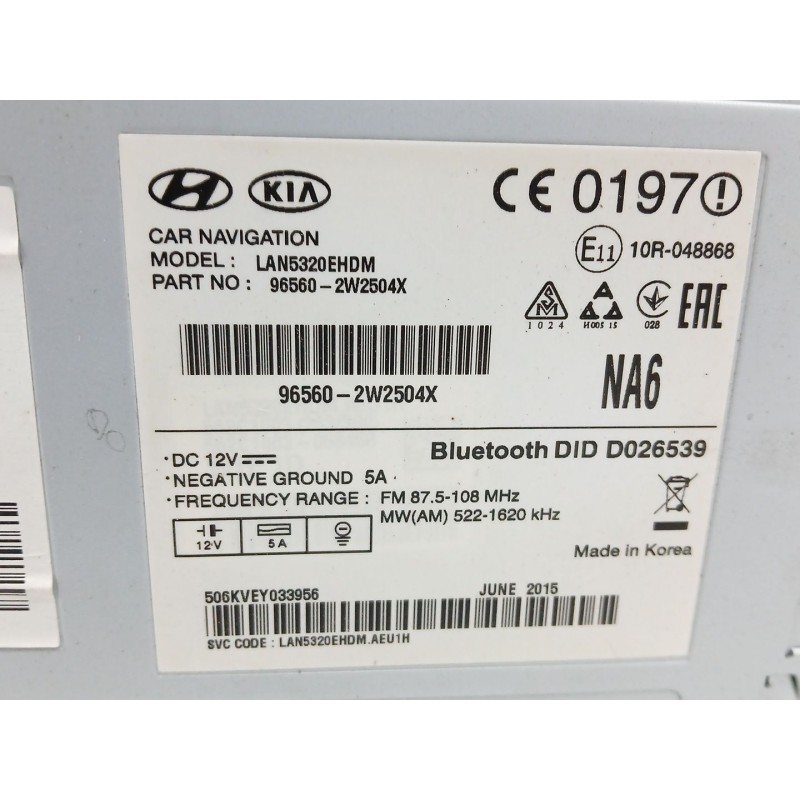 KIA
CE 0197
CAR NAVIGATION
MODEL : LAN5320EHDM
PART NO : 96560-2W2504X
E11 10R-048868
SM
1024
H00S 15
028
EAC
96560-2W2504X
NA6
Bluetooth DID D026539
·DC 12V
·NEGATIVE GROUND 5A ·
·FREQUENCY RANGE : FM 87.5-108 MHz
MW(AM) 522-1620 kHz
12V 5A
Made in Korea
506KVEY033956 JUNE 2015
SVC CODE : LAN5320EHDM.AEU1H